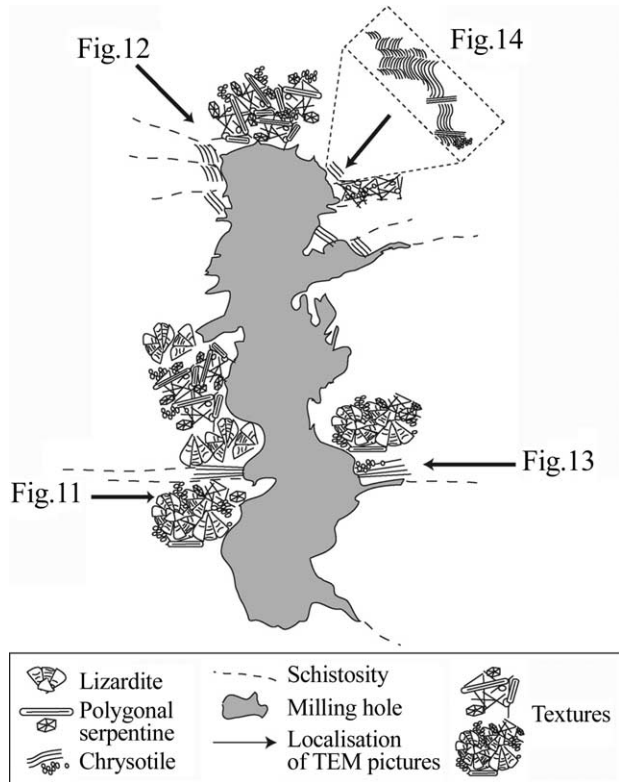 Fig.12
Fig.14
Fig.13
Fig.11
Lizardite
Polygonal
serpentine
Chrysotile
Schistosity
Milling hole
Localisation
of TEM pictures
Textures